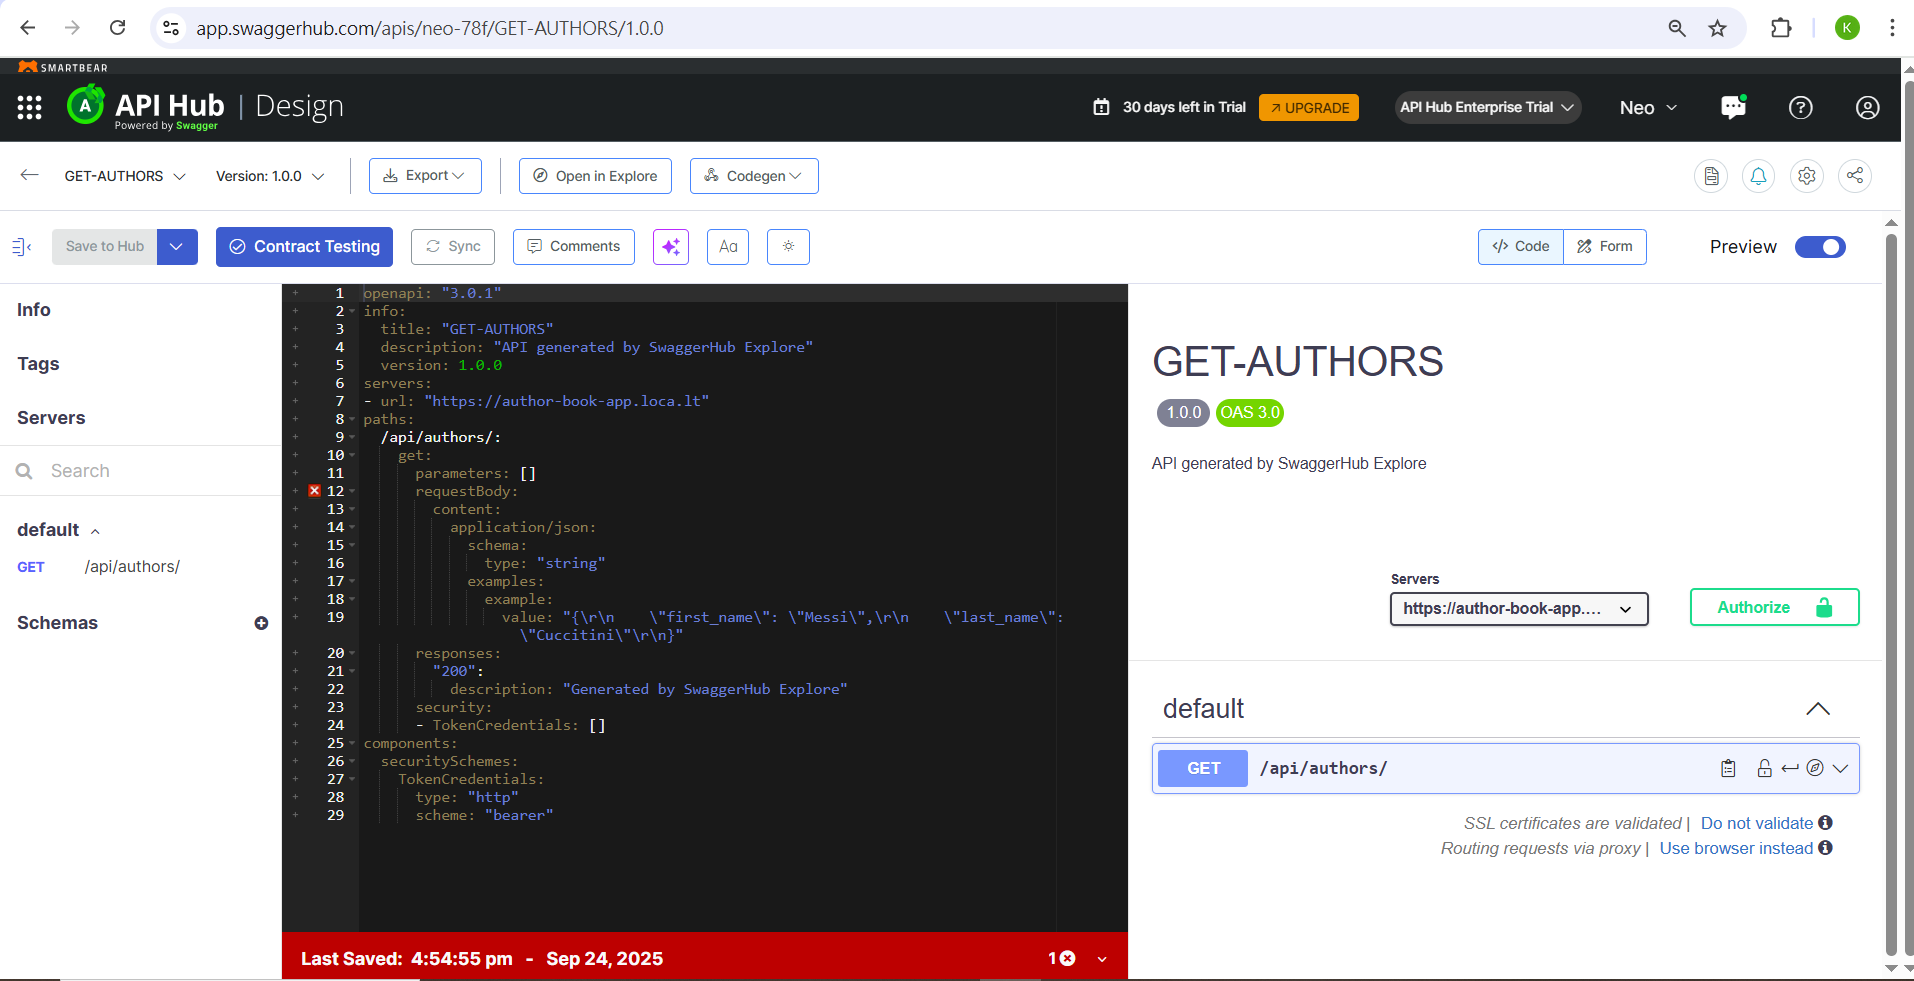 app.swaggerhub.com/apis/neo-78f/GET-AUTHORS/1.0.0
K
SMARTBEAR
A
API Hub | Design
Powered by Swagger
30 days left in Trial
UPGRADE
API Hub Enterprise Trial
Neo
GET-AUTHORS
Version: 1.0.0
Export
Open in Explore
Codegen
Save to Hub
Contract Testing
Sync
Comments
Aa
</> Code
Form
Preview
Info
Tags
Servers
Search
default
GET /api/authors/
Schemas
1 openapi: "3.0.1"
2 info:
3 title: "GET-AUTHORS"
4 description: "API generated by SwaggerHub Explore"
5 version: 1.0.0
6 servers:
7 - url: "https://author-book-app.loca.lt"
8 paths:
9 /api/authors/:
10 get:
11 parameters: []
12 requestBody:
13 content:
14 application/json:
15 schema:
16 type: "string"
17 examples:
18 example:
19 value: "{\r\n    \"first_name\": \"Messi\",\r\n    \"last_name\":
\"Cuccitini\"\r\n}"
20 responses:
21 "200":
22 description: "Generated by SwaggerHub Explore"
23 security:
24 - TokenCredentials: []
25 components:
26 securitySchemes:
27 TokenCredentials:
28 type: "http"
29 scheme: "bearer"
Last Saved: 4:54:55 pm - Sep 24, 2025
1
GET-AUTHORS
1.0.0 OAS 3.0
API generated by SwaggerHub Explore
Servers
https://author-book-app....
Authorize
default
GET /api/authors/
SSL certificates are validated | Do not validate
Routing requests via proxy | Use browser instead